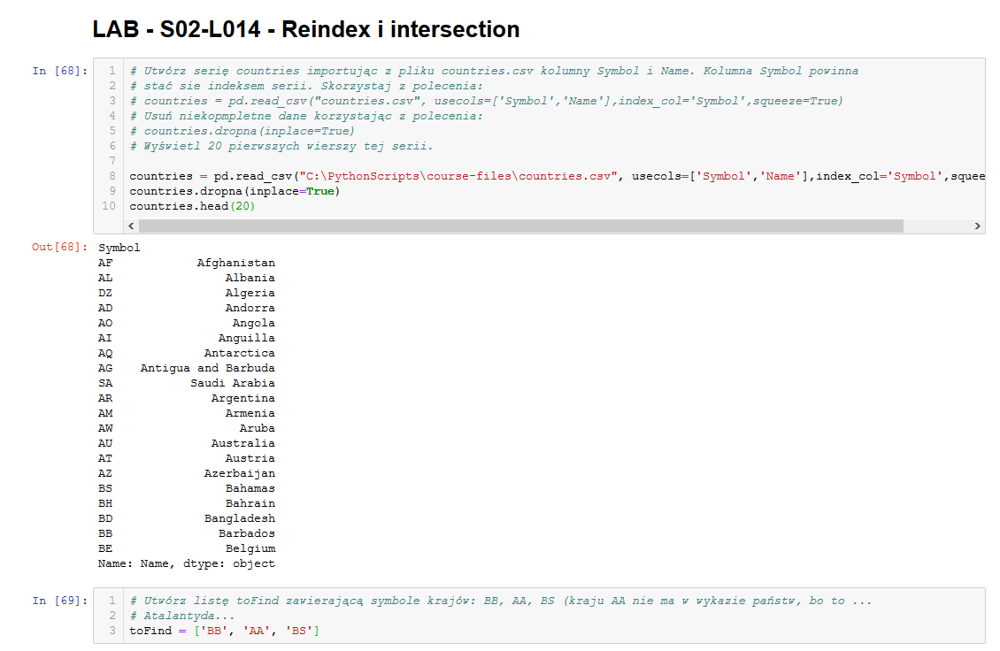 LAB - S02-L014 - Reindex i intersection
In [68]:
1 # Utwórz serię countries importując z pliku countries.csv kolumny Symbol i Name. Kolumna Symbol powinna
2 # stać sie indeksem serii. Skorzystaj z polecenia:
3 # countries = pd.read_csv("countries.csv", usecols=['Symbol','Name'],index_col='Symbol',squeeze=True)
4 # Usuń niekopmpletne dane korzystając z polecenia:
5 # countries.dropna(inplace=True)
6 # Wyświetl 20 pierwszych wierszy tej serii.
7
8 countries = pd.read_csv("C:\PythonScripts\course-files\countries.csv", usecols=['Symbol','Name'],index_col='Symbol',squee
9 countries.dropna(inplace=True)
10 countries.head(20)
Out[68]: Symbol
AF Afghanistan
AL Albania
DZ Algeria
AD Andorra
AO Angola
AI Anguilla
AQ Antarctica
AG Antigua and Barbuda
SA Saudi Arabia
AR Argentina
AM Armenia
AW Aruba
AU Australia
AT Austria
AZ Azerbaijan
BS Bahamas
BH Bahrain
BD Bangladesh
BB Barbados
BE Belgium
Name: Name, dtype: object
In [69]:
1 # Utwórz listę toFind zawierającą symbole krajów: BB, AA, BS (kraju AA nie ma w wykazie państw, bo to ...
2 # Atalantyda...
3 toFind = ['BB', 'AA', 'BS']